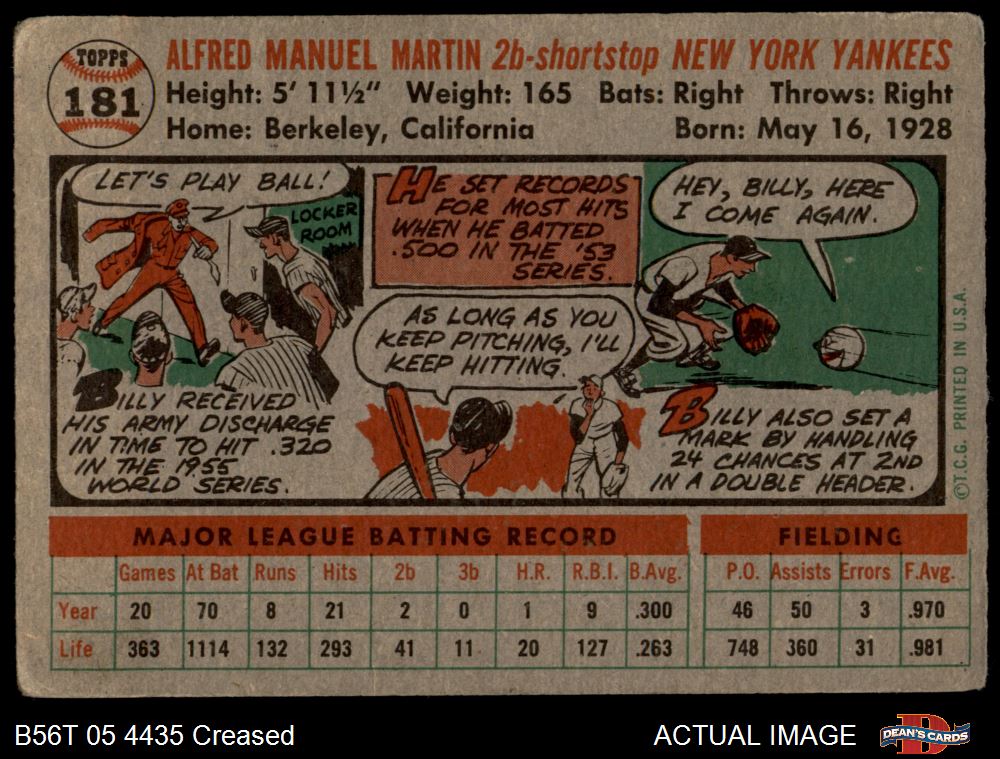 TOPPS
181
ALFRED MANUEL MARTIN 2b-shortstop NEW YORK YANKEES
Height: 5' 11½" Weight: 165 Bats: Right Throws: Right
Home: Berkeley, California Born: May 16, 1928
LET'S PLAY BALL!
LOCKER
ROOM
BILLY RECEIVED
HIS ARMY DISCHARGE
IN TIME TO HIT .320
IN THE 1955
WORLD SERIES.
HE SET RECORDS
FOR MOST HITS
WHEN HE BATTED
.500 IN THE '53
SERIES.
AS LONG AS YOU
KEEP PITCHING, I'LL
KEEP HITTING.
HEY, BILLY, HERE
I COME AGAIN.
BILLY ALSO SET A
MARK BY HANDLING
24 CHANCES AT 2ND
IN A DOUBLE HEADER.
©T.C.G. PRINTED IN U.S.A.
MAJOR LEAGUE BATTING RECORD FIELDING
Games At Bat Runs Hits 2b 3b H.R. R.B.I. B.Avg. P.O. Assists Errors F.Avg.
Year 20 70 8 21 2 0 1 9 .300 46 50 3 .970
Life 363 1114 132 293 41 11 20 127 .263 748 360 31 .981
B56T 05 4435 Creased ACTUAL IMAGE
DEAN'S CARDS